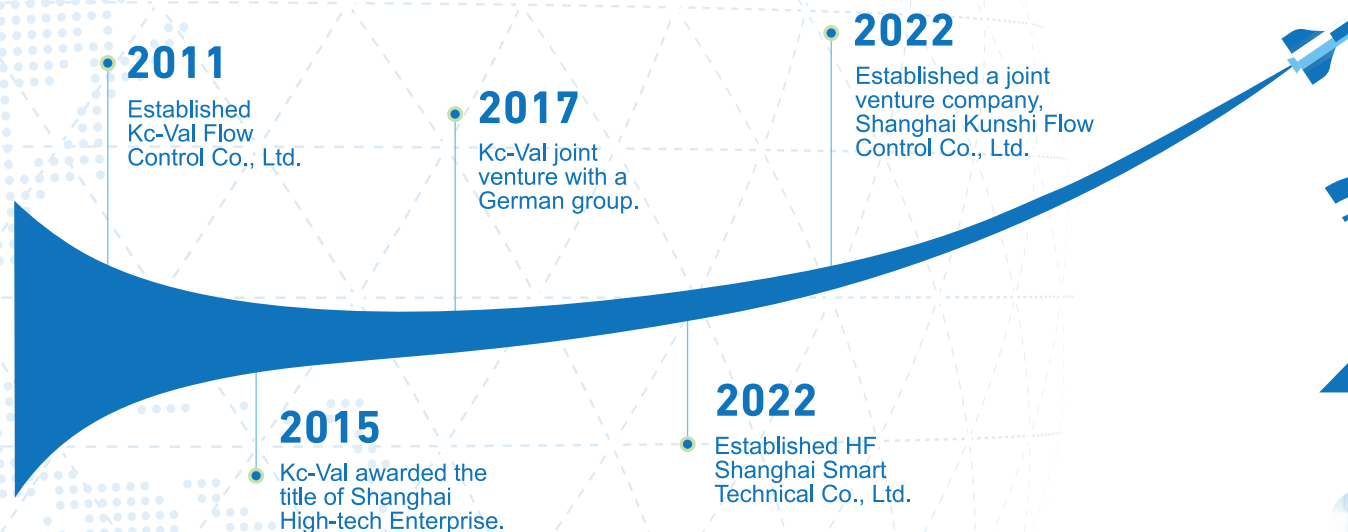 2011
Established
Kc-Val Flow
Control Co., Ltd.
2015
Kc-Val awarded the
title of Shanghai
High-tech Enterprise.
2017
Kc-Val joint
venture with a
German group.
2022
Established HF
Shanghai Smart
Technical Co., Ltd.
2022
Established a joint
venture company,
Shanghai Kunshi Flow
Control Co., Ltd.